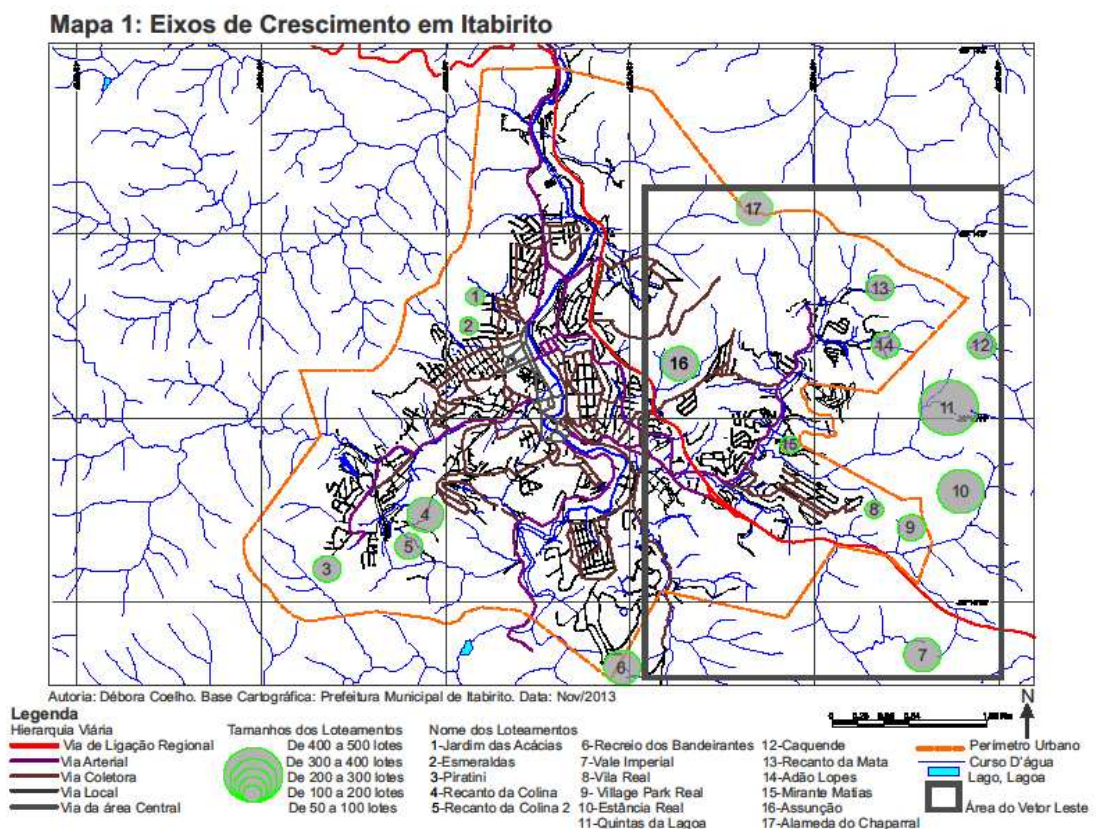 Mapa 1: Eixos de Crescimento em Itabirito
17
1
13
2
14
12
16
11
15
10
4
8
9
5
3
7
6
Autoria: Débora Coelho. Base Cartográfica: Prefeitura Municipal de Itabirito. Data: Nov/2013
N
Legenda
Hierarquia Viária
Via de Ligação Regional
Via Arterial
Via Coletora
Via Local
Via da área Central
Tamanhos dos Loteamentos
De 400 a 500 lotes
De 300 a 400 lotes
De 200 a 300 lotes
De 100 a 200 lotes
De 50 a 100 lotes
Nome dos Loteamentos
1-Jardim das Acácias
2-Esmeraldas
3-Piratini
4-Recanto da Colina
5-Recanto da Colina 2
6-Recreio dos Bandeirantes
7-Vale Imperial
8-Vila Real
9- Village Park Real
10-Estância Real
11-Quintas da Lagoa
12-Caquende
13-Recanto da Mata
14-Adão Lopes
15-Mirante Matias
16-Assunção
17-Alameda do Chaparral
Perímetro Urbano
Curso D'água
Lago, Lagoa
Área do Vetor Leste